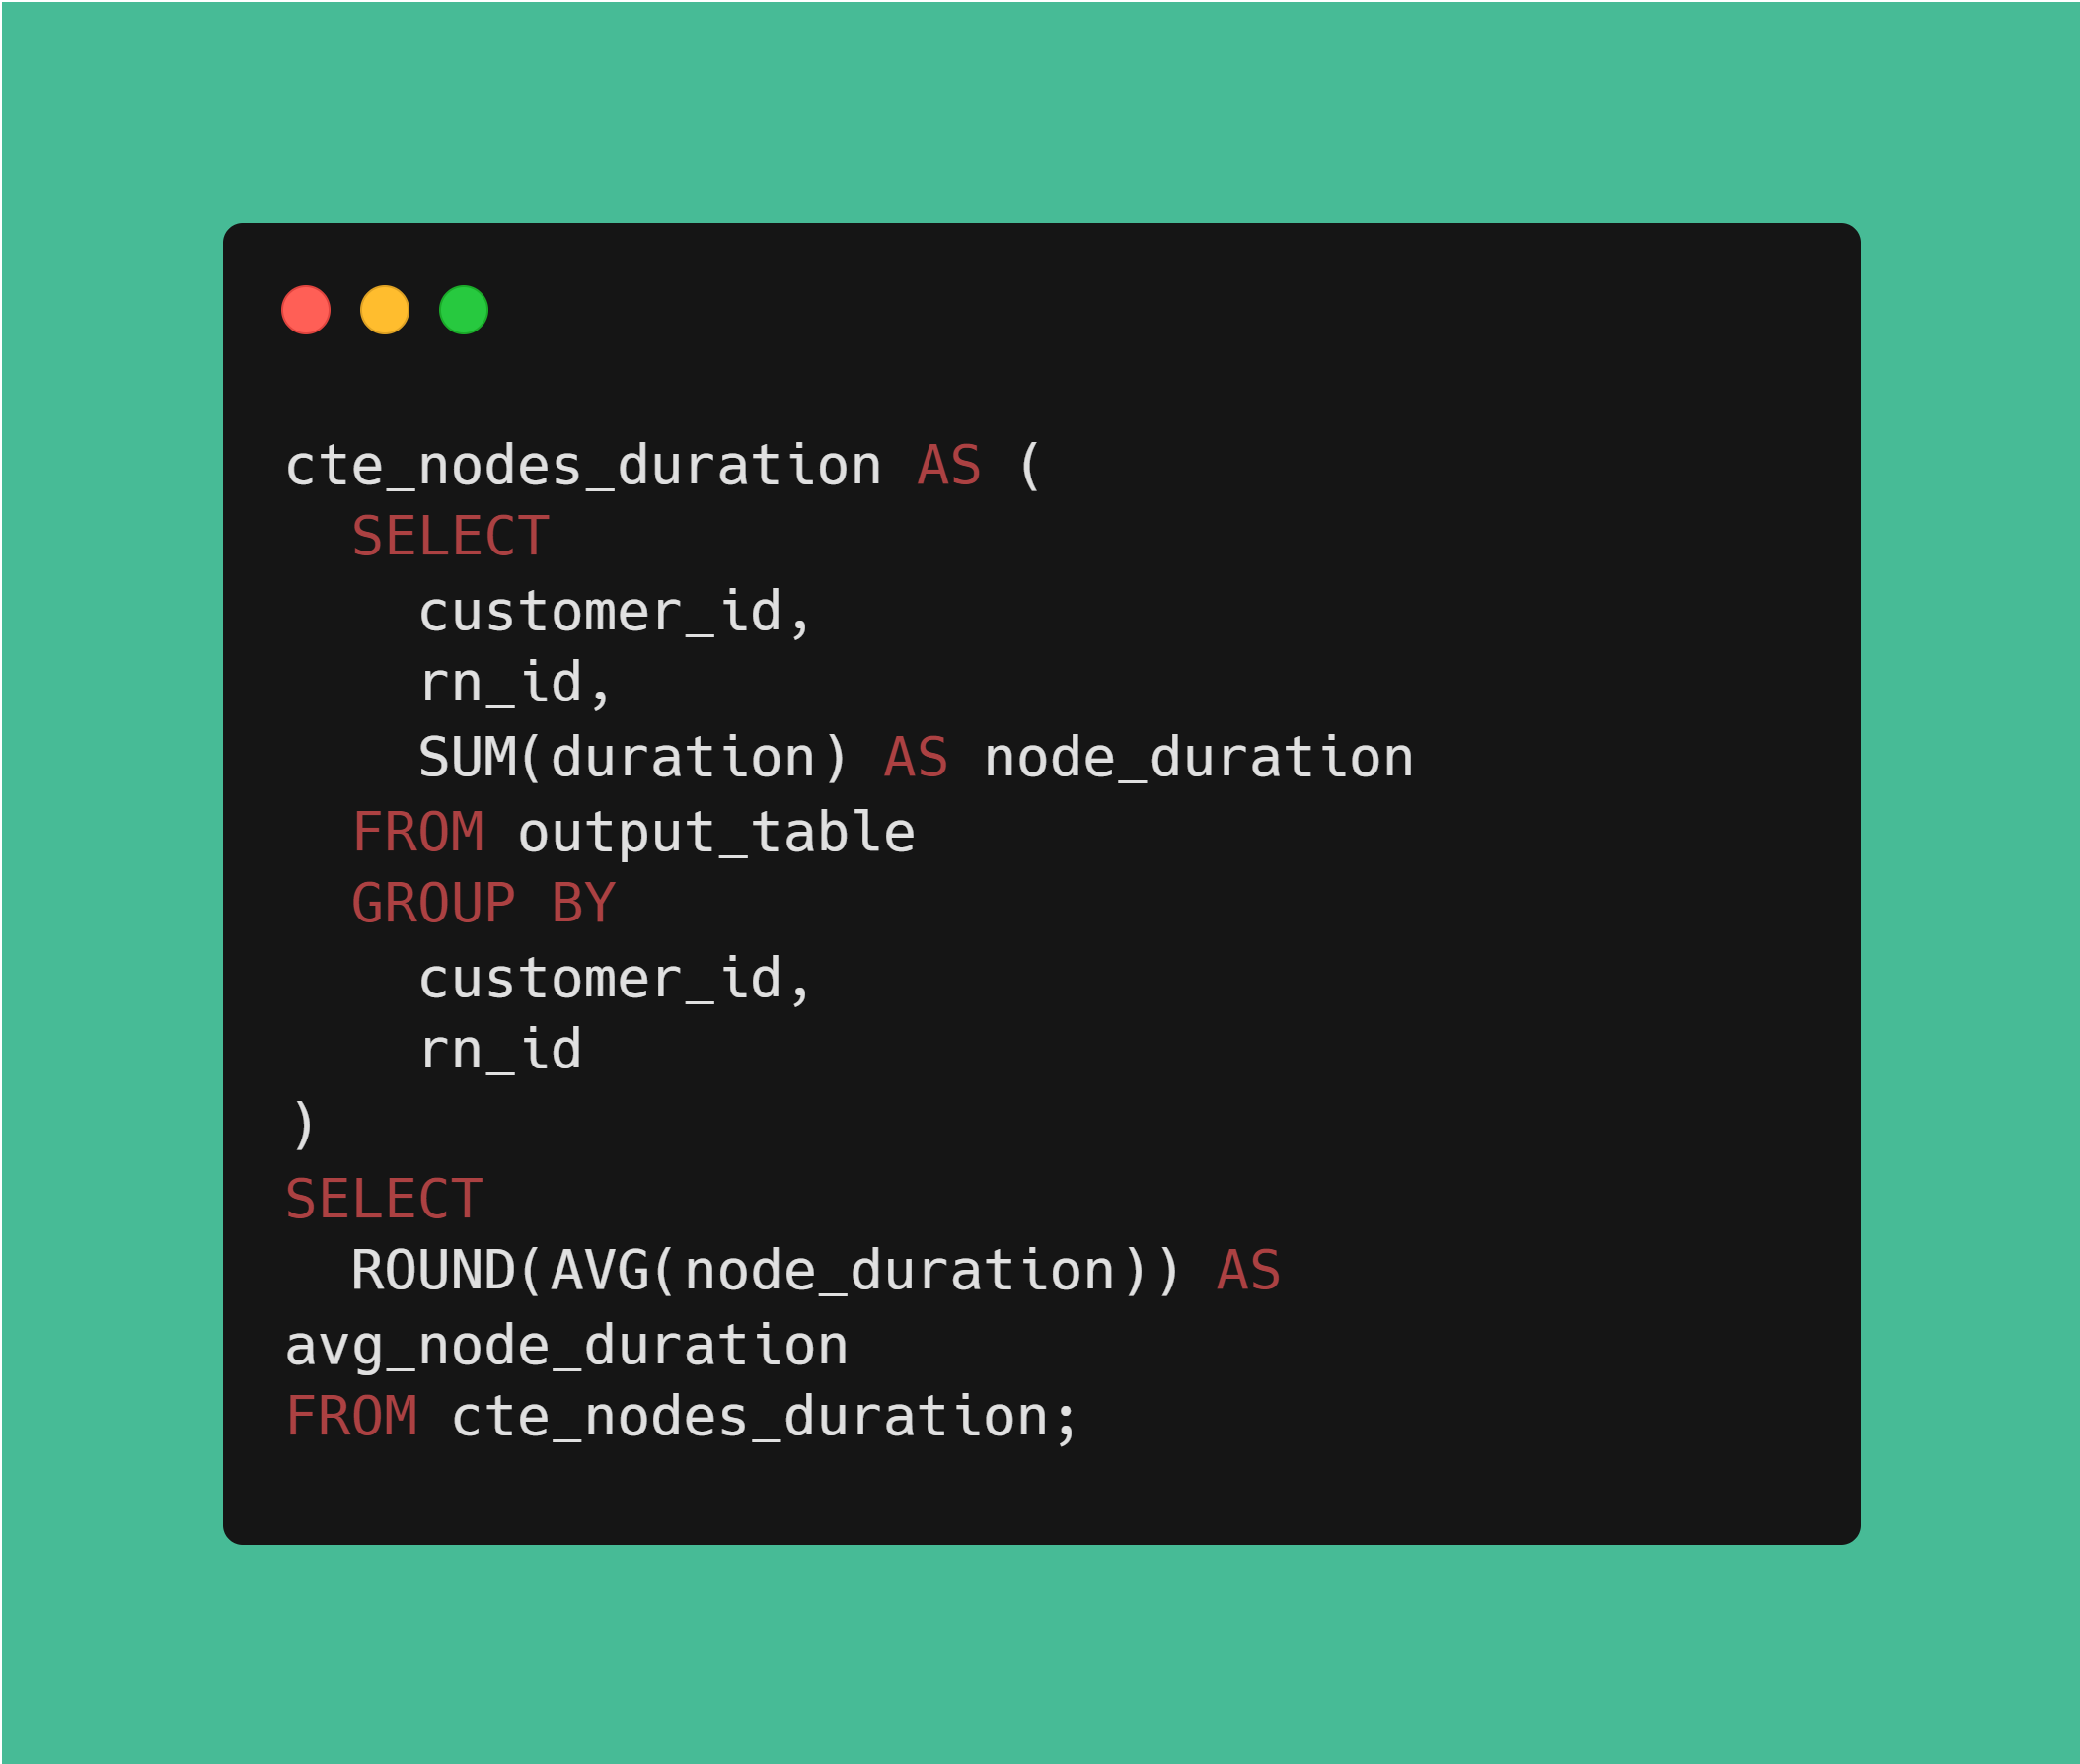 cte_nodes_duration AS (
  SELECT
    customer_id,
    rn_id,
    SUM(duration) AS node_duration
  FROM output_table
  GROUP BY
    customer_id,
    rn_id
)
SELECT
  ROUND(AVG(node_duration)) AS
avg_node_duration
FROM cte_nodes_duration;